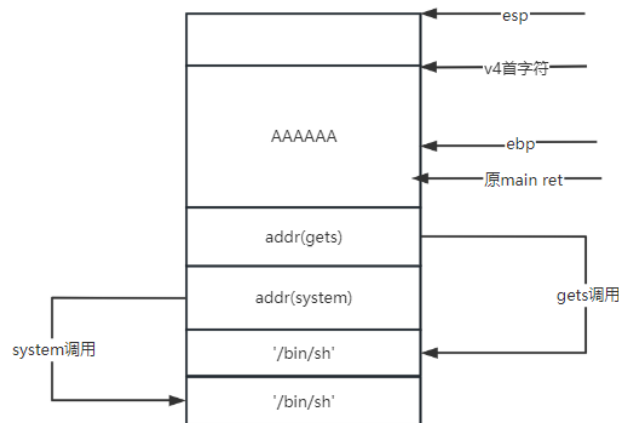 esp
v4首字符
AAAAAA
ebp
原main ret
addr(gets)
addr(system)
gets调用
system调用
'/bin/sh'
'/bin/sh'